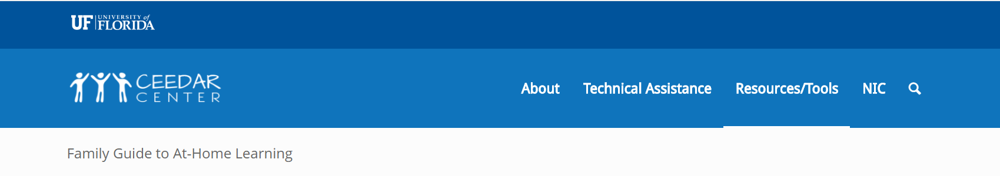 UF UNIVERSITY of
FLORIDA
CEEDAR
CENTER
About Technical Assistance Resources/Tools NIC
Family Guide to At-Home Learning